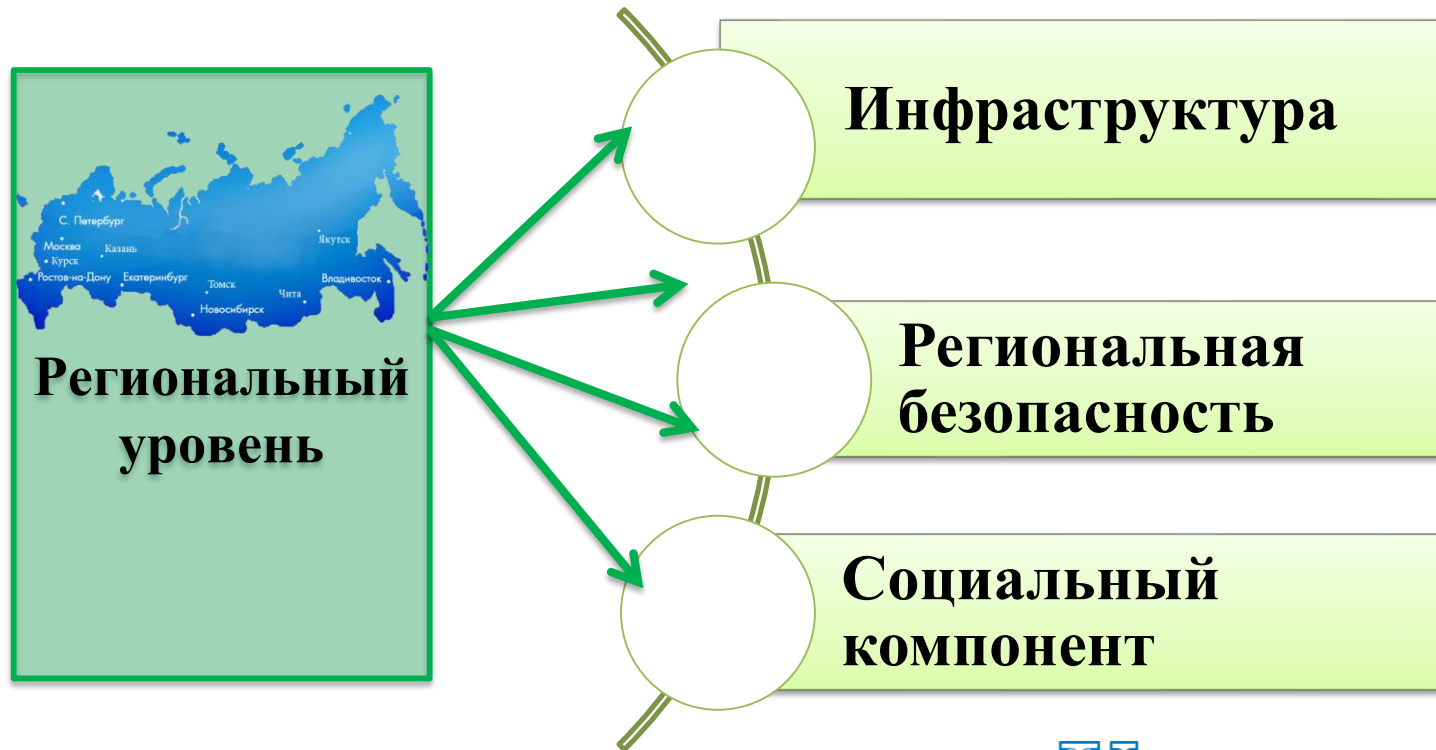 С. Петербург
Москва
Казань
Курск
Ростов-на-Дону
Екатеринбург
Томск
Новосибирск
Чита
Якутск
Владивосток
Региональный
уровень
Инфраструктура
Региональная
безопасность
Социальный
компонент